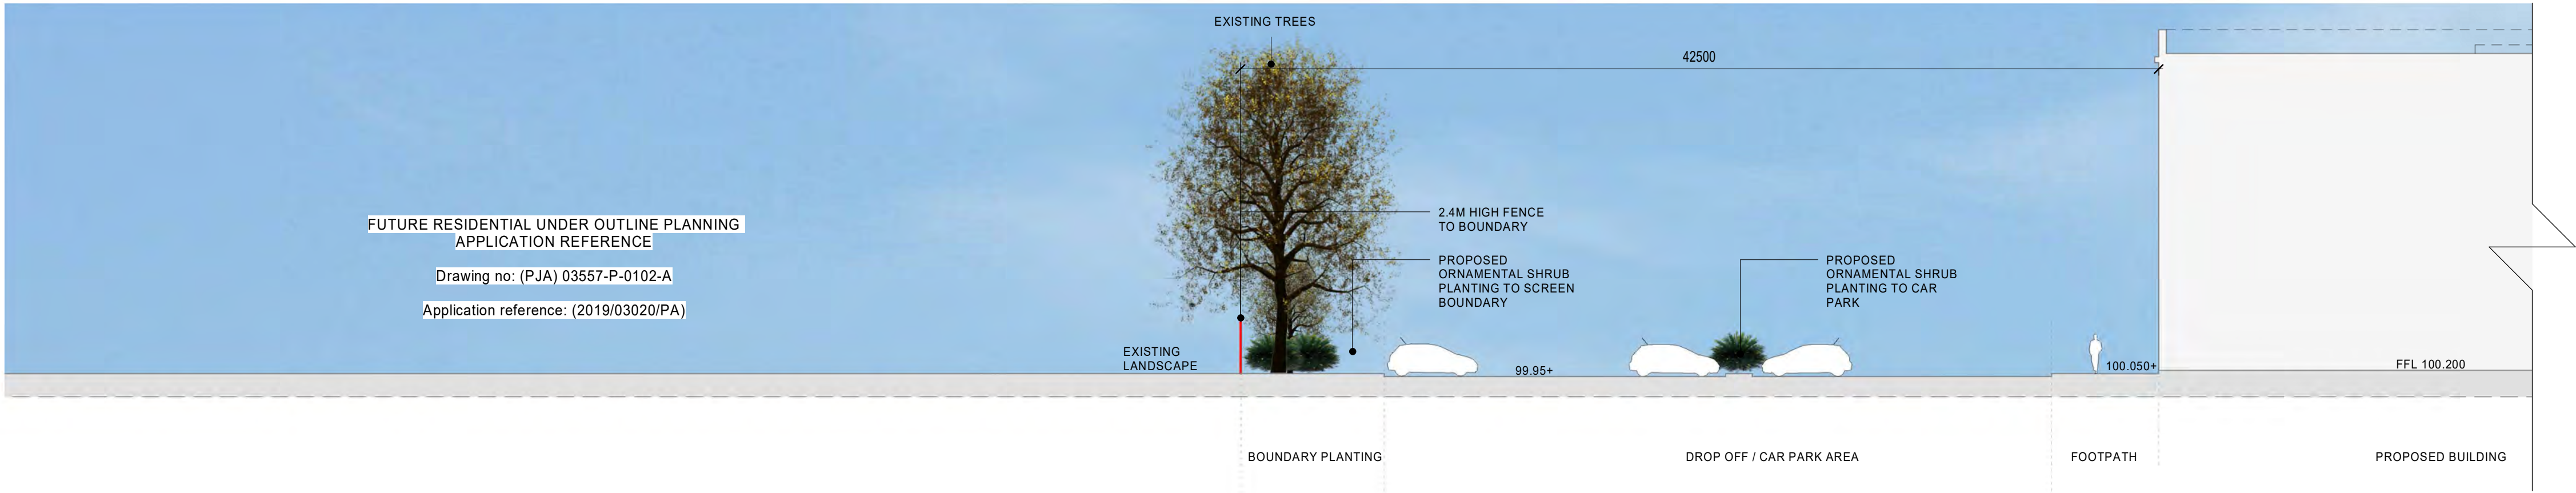 EXISTING TREES
42500
FUTURE RESIDENTIAL UNDER OUTLINE PLANNING
APPLICATION REFERENCE
Drawing no: (PJA) 03557-P-0102-A
Application reference: (2019/03020/PA)
2.4M HIGH FENCE
TO BOUNDARY
PROPOSED
ORNAMENTAL SHRUB
PLANTING TO SCREEN
BOUNDARY
PROPOSED
ORNAMENTAL SHRUB
PLANTING TO CAR
PARK
EXISTING
LANDSCAPE
99.95+
100.050+
FFL 100.200
BOUNDARY PLANTING
DROP OFF / CAR PARK AREA
FOOTPATH
PROPOSED BUILDING